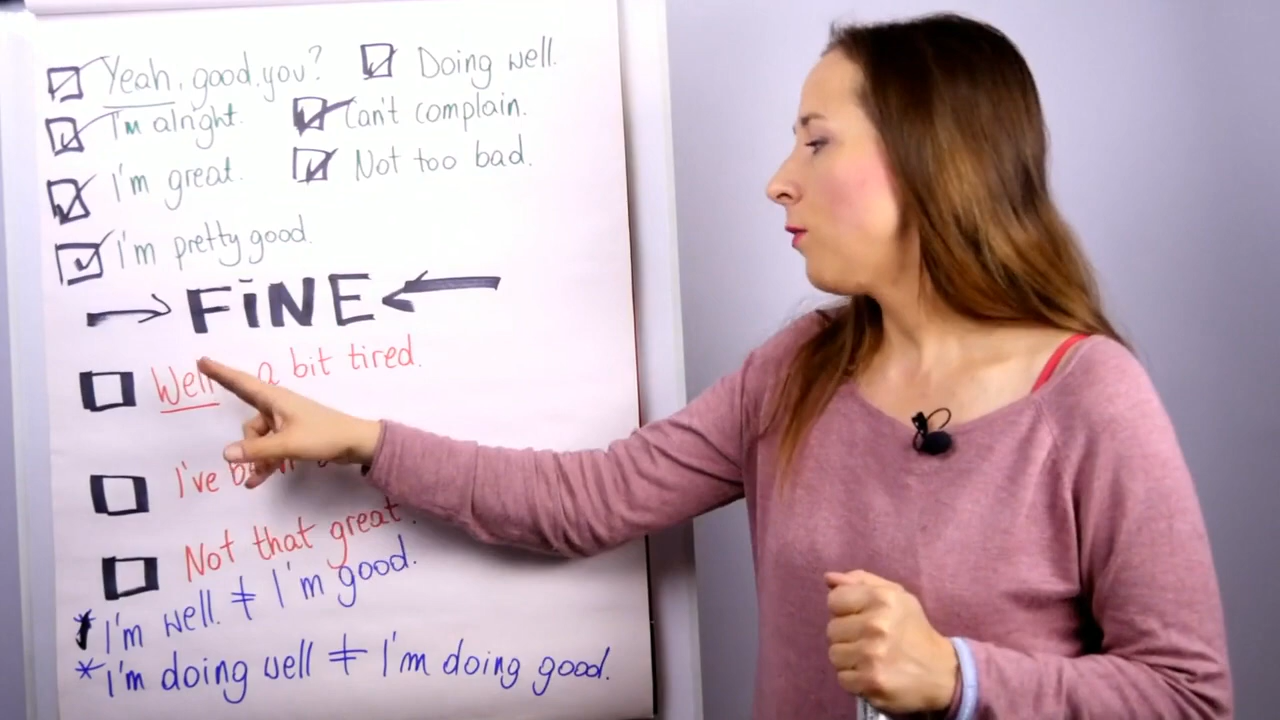 Yeah, good, you? Doing well.
I'm alright. Can't complain.
I'm great. Not too bad.
I'm pretty good.
FiNE
Well a bit tired.
I've
Not that great.
*I'm well. ≠ I'm good.
*I'm doing well ≠ I'm doing good.